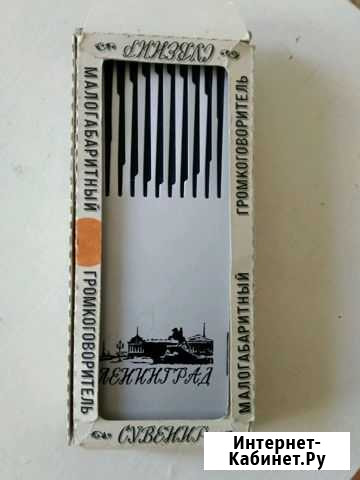 СУВЕНИР
МАЛОГАБАРИТНЫЙ
ГРОМКОГОВОРИТЕЛЬ
ГРОМКОГОВОРИТЕЛЬ
МАЛОГАБАРИТНЫЙ
ЛЕНИНГРАД
СУВЕНИР
Интернет-
Кабинет.Ру